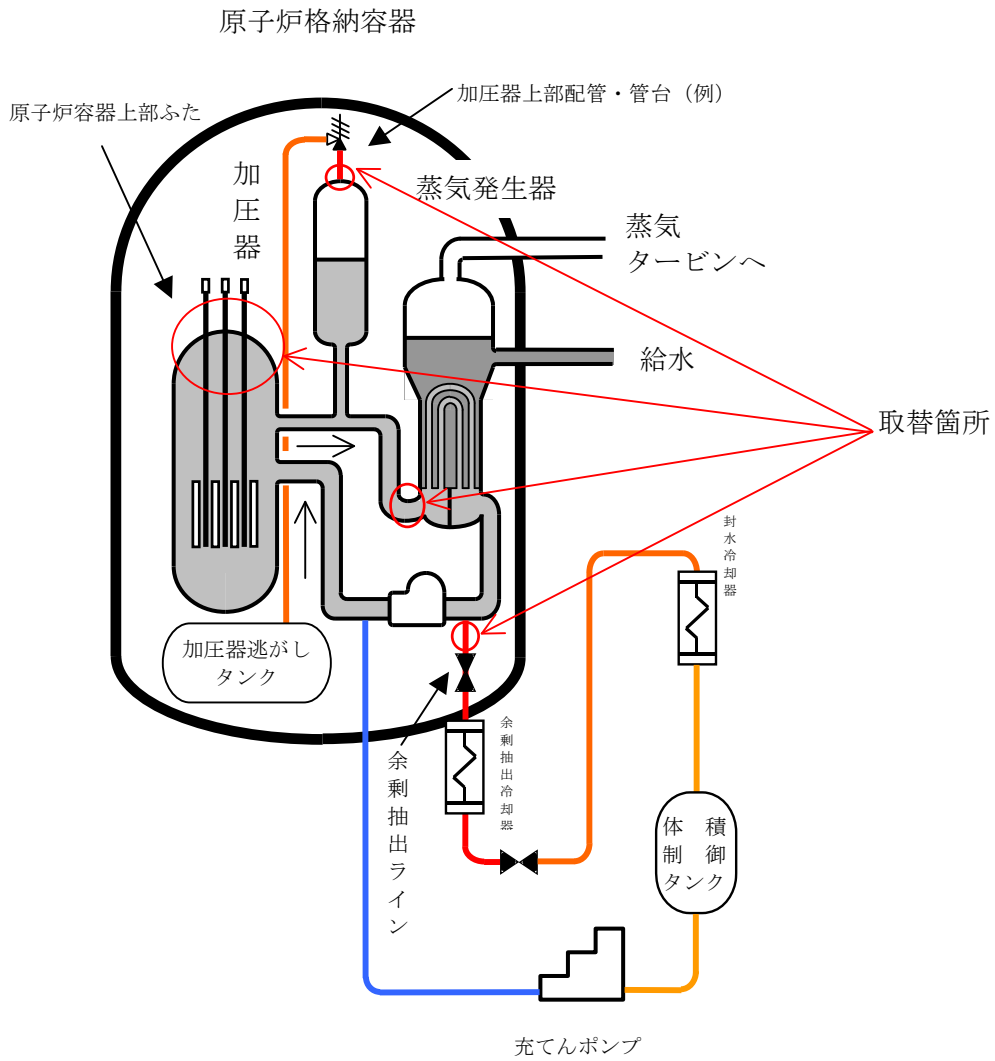 原子炉格納容器
加圧器上部配管・管台（例）
原子炉容器上部ふた
加圧器
蒸気発生器
蒸気
タービンへ
給水
取替箇所
封水冷却器
加圧器逃がし
タンク
余剰抽出冷却器
余剰抽出ライン
体積
制御
タンク
充てんポンプ